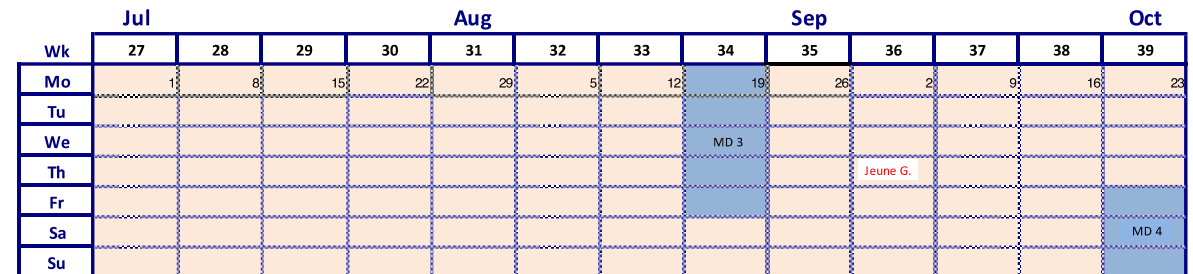 Jul Aug Sep Oct
Wk 27 28 29 30 31 32 33 34 35 36 37 38 39
Mo 1 8 15 22 29 5 12 19 26 2 9 16 23
Tu
We MD 3
Th Jeune G.
Fr
Sa MD 4
Su